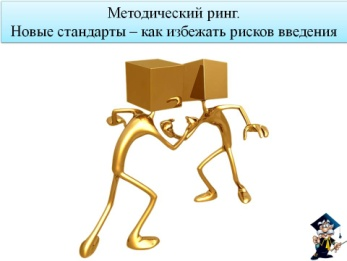 Методический ринг.
Новые стандарты – как избежать рисков введения